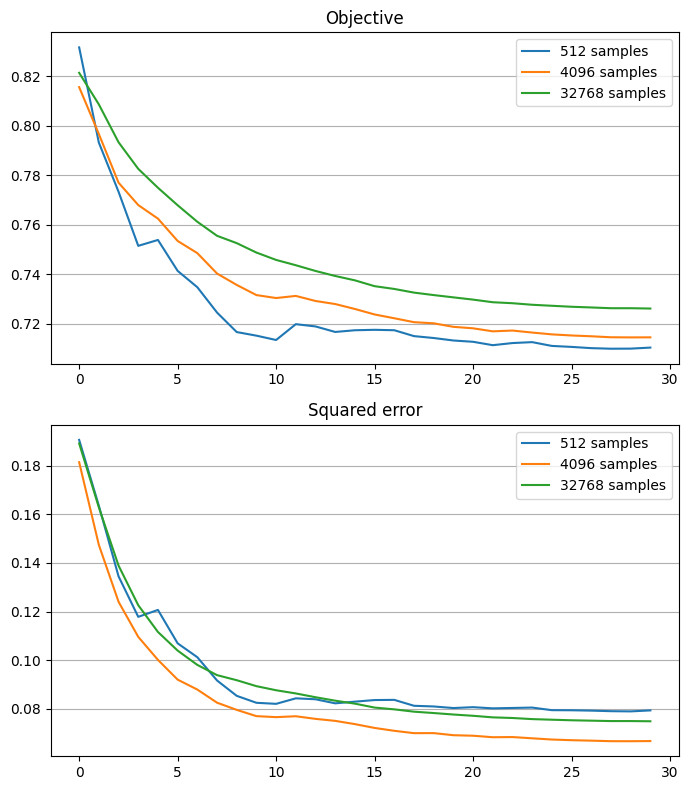 Objective
512 samples
4096 samples
32768 samples
0.82
0.80
0.78
0.76
0.74
0.72
0 5 10 15 20 25 30
Squared error
512 samples
4096 samples
32768 samples
0.18
0.16
0.14
0.12
0.10
0.08
0 5 10 15 20 25 30